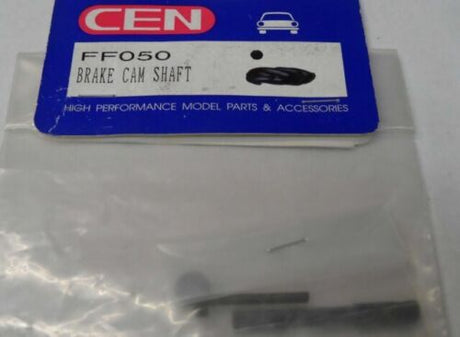 CEN
FF050
BRAKE CAM SHAFT
HIGH PERFORMANCE MODEL PARTS & ACCESSORIES